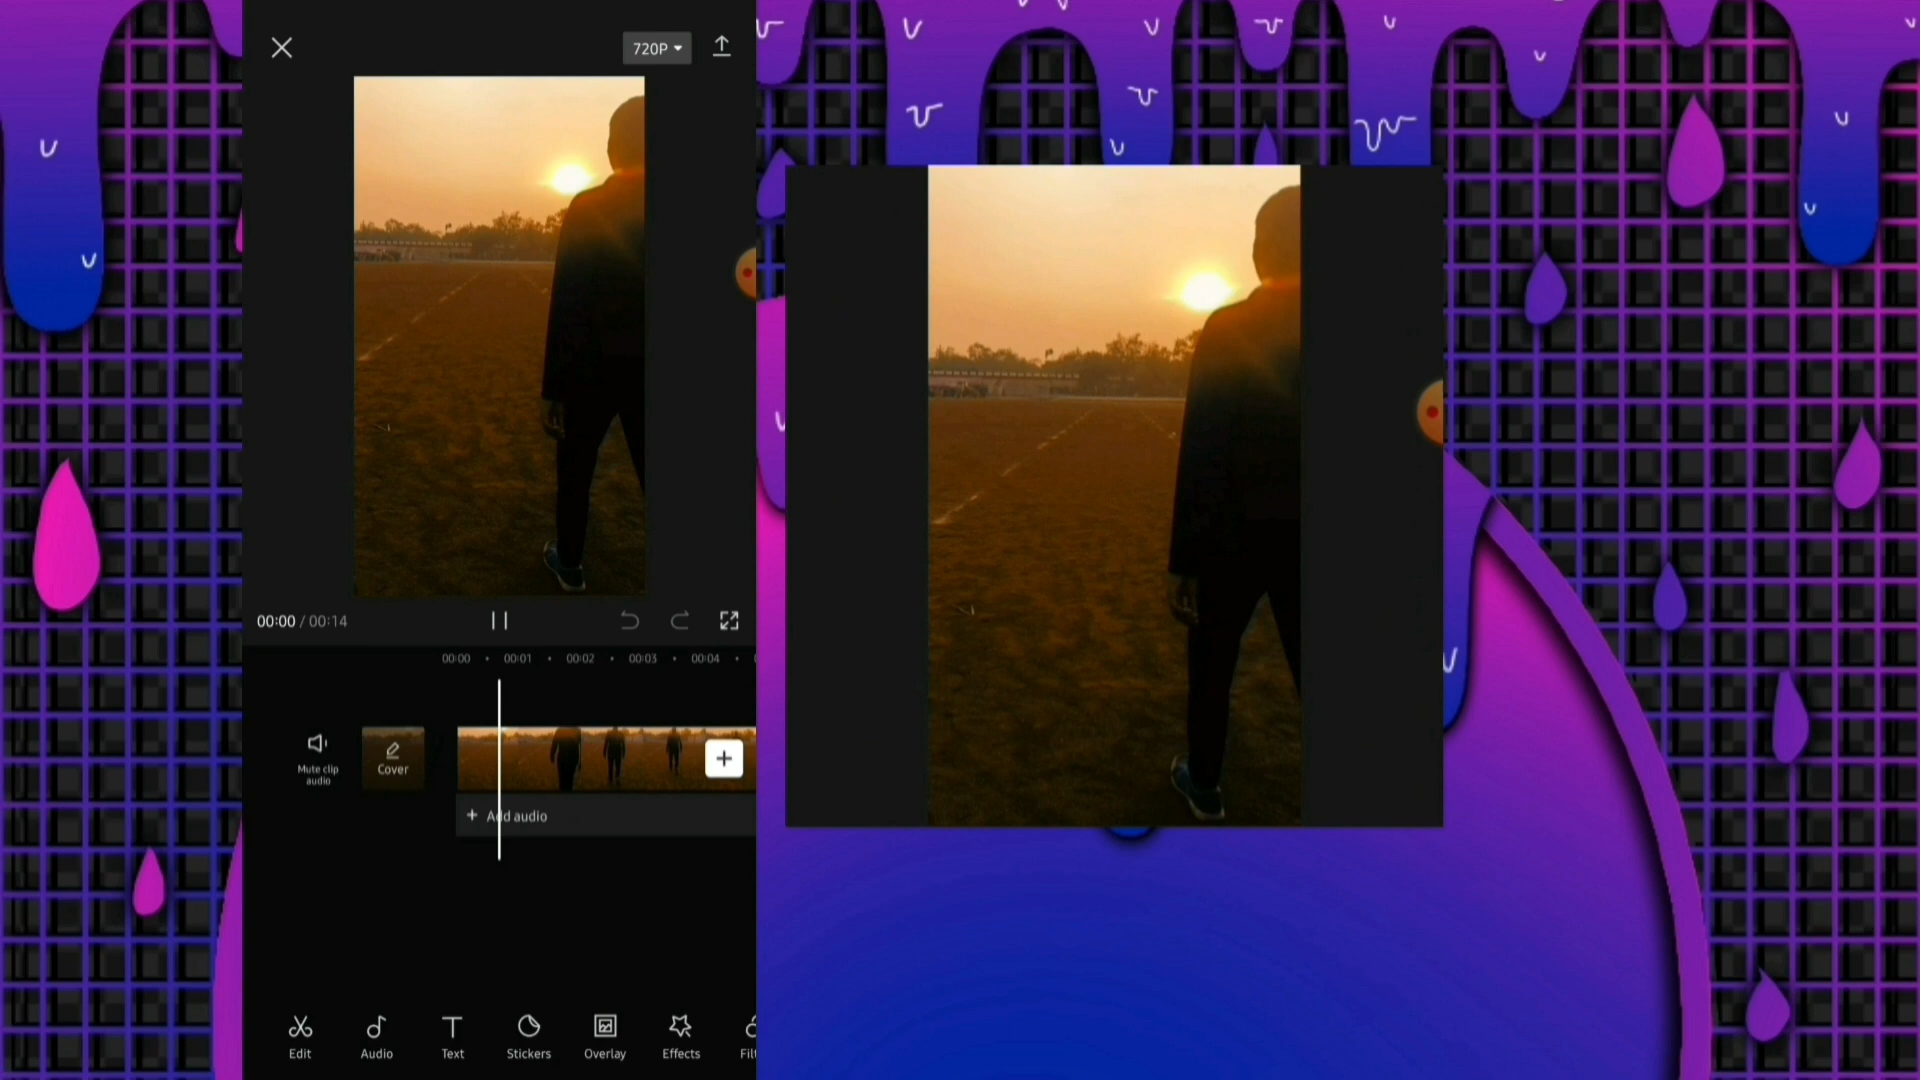 720P
00:00 / 00:14
00:00 00:01 00:02 00:03 00:04
Mute clip
audio
Cover
+ Add audio
Edit Audio Text Stickers Overlay Effects